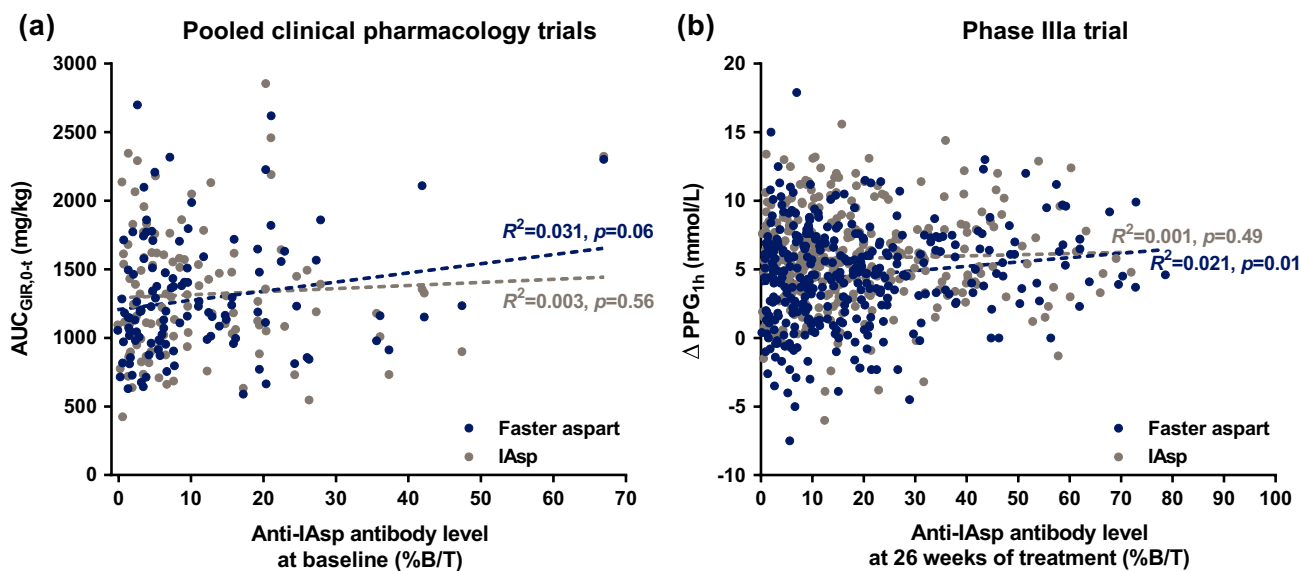 (a)
Pooled clinical pharmacology trials
3000
2500
2000
1500
1000
500
0
AUC_GIR,0-t (mg/kg)
R²=0.031, p=0.06
R²=0.003, p=0.56
Faster aspart
IAsp
0 10 20 30 40 50 60 70
Anti-IAsp antibody level
at baseline (%B/T)
(b)
Phase IIIa trial
20
15
10
5
0
-5
-10
△ PPG_1h (mmol/L)
R²=0.001, p=0.49
R²=0.021, p=0.01
Faster aspart
IAsp
0 10 20 30 40 50 60 70 80 90 100
Anti-IAsp antibody level
at 26 weeks of treatment (%B/T)